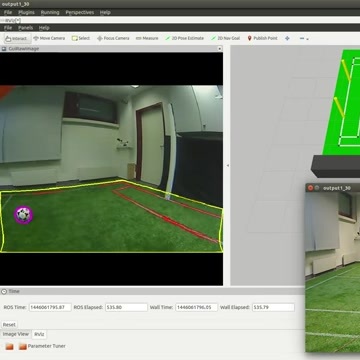 output1_30
File Plugins Running Perspectives Help
RViz[*]
File Panels Help
Interact Move Camera Select Focus Camera Measure 2D Pose Estimate 2D Nav Goal Publish Point
output1_30
Time
ROS Time: 1446061795.87 ROS Elapsed: 535.80 Wall Time: 1446061796.05 Wall Elapsed: 535.79
Reset
Image View RViz
Parameter Tuner